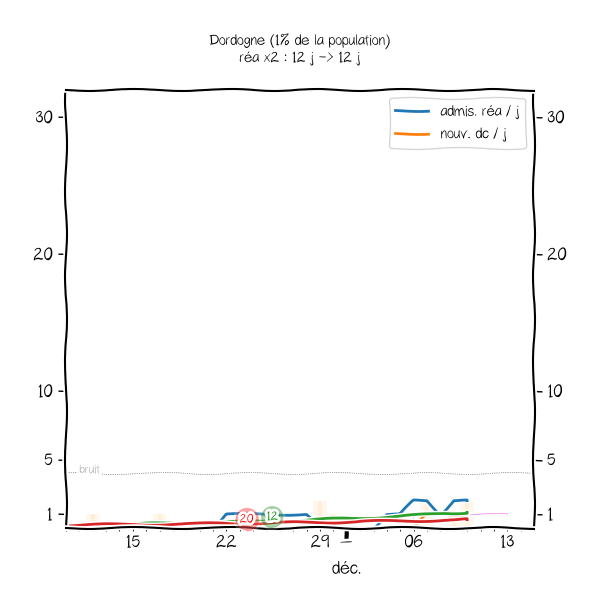 Dordogne (1% de la population)
réa x2 : 12 j -> 12 j
admis. réa / j
nouv. dc / j
30
30
20
20
10
10
5
5
bruit
1
1
20
12
15
22
29
06
13
déc.